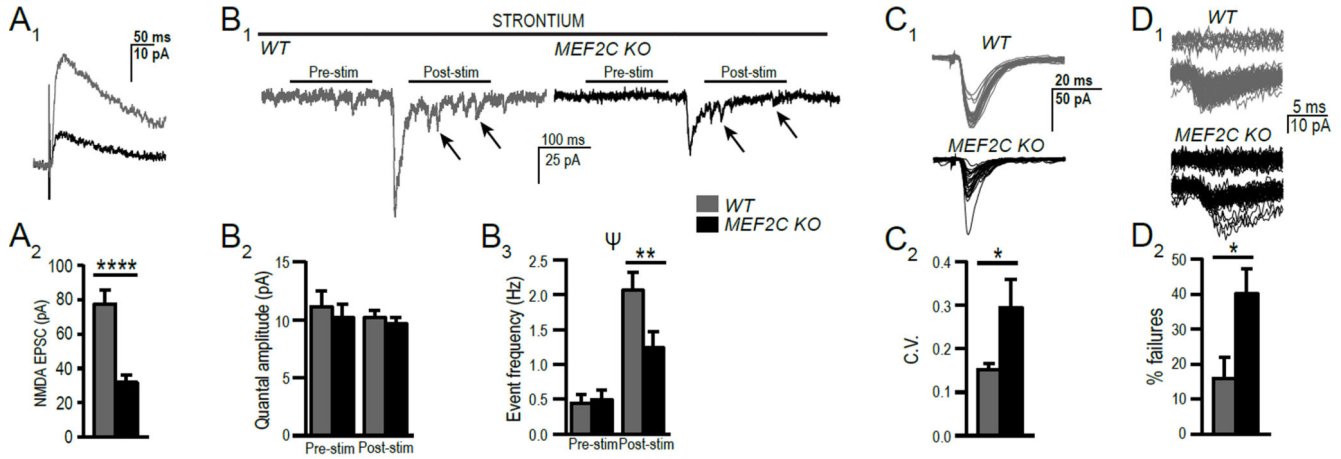 A1
50 ms
10 pA
B1
STRONTIUM
WT
Pre-stim
Post-stim
MEF2C KO
Pre-stim
Post-stim
100 ms
25 pA
WT
MEF2C KO
C1
WT
20 ms
50 pA
MEF2C KO
D1
WT
5 ms
10 pA
MEF2C KO
A2
****
NMDA EPSC (pA)
100
80
60
40
20
0
B2
Quantal amplitude (pA)
15
10
5
0
Pre-stim
Post-stim
B3
Ψ
**
Event frequency (Hz)
2.5
2.0
1.5
1.0
0.5
0.0
Pre-stim
Post-stim
C2
*
C.V.
0.4
0.3
0.2
0.1
0.0
D2
*
% failures
50
40
30
20
10
0